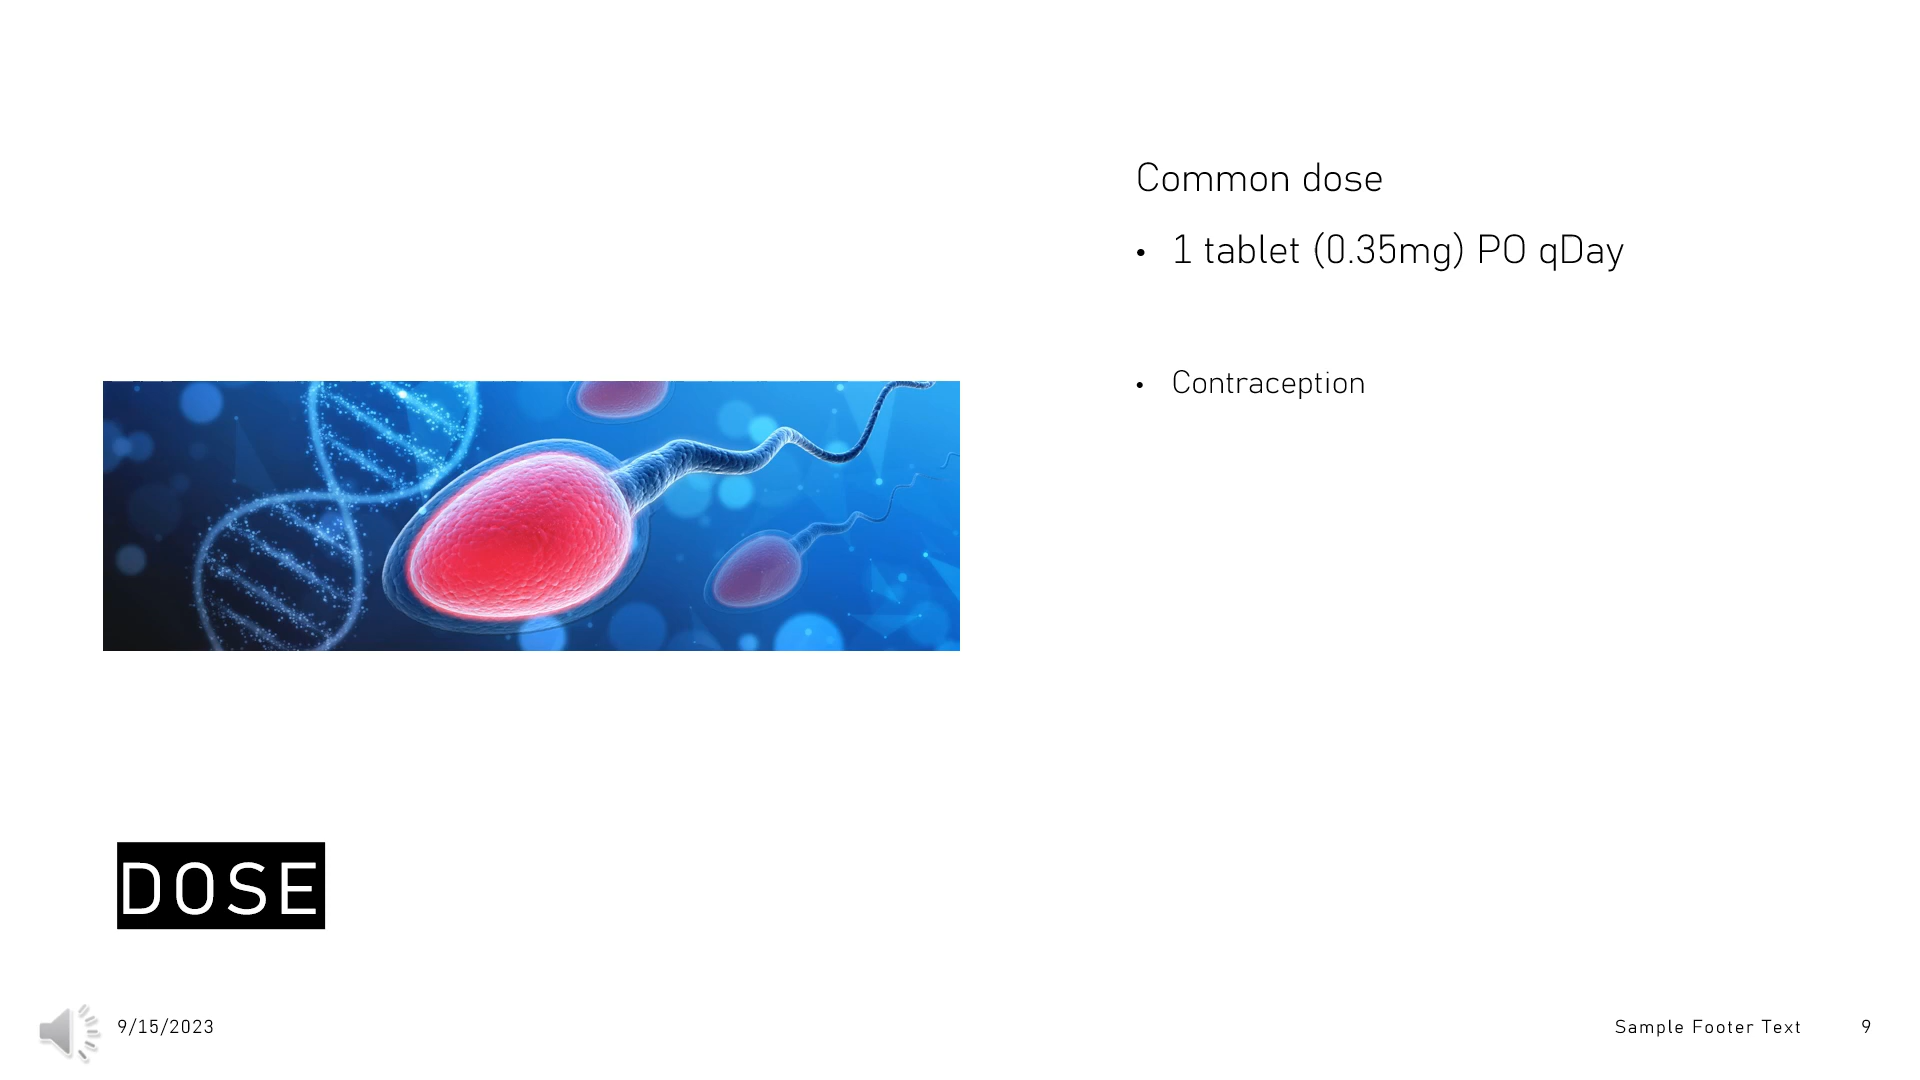 Common dose
• 1 tablet (0.35mg) PO qDay
• Contraception
DOSE
9/15/2023
Sample Footer Text
9